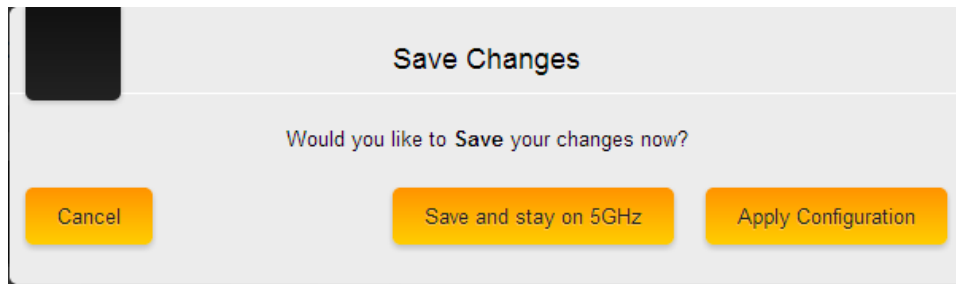 Save Changes
Would you like to Save your changes now?
Cancel
Save and stay on 5GHz
Apply Configuration